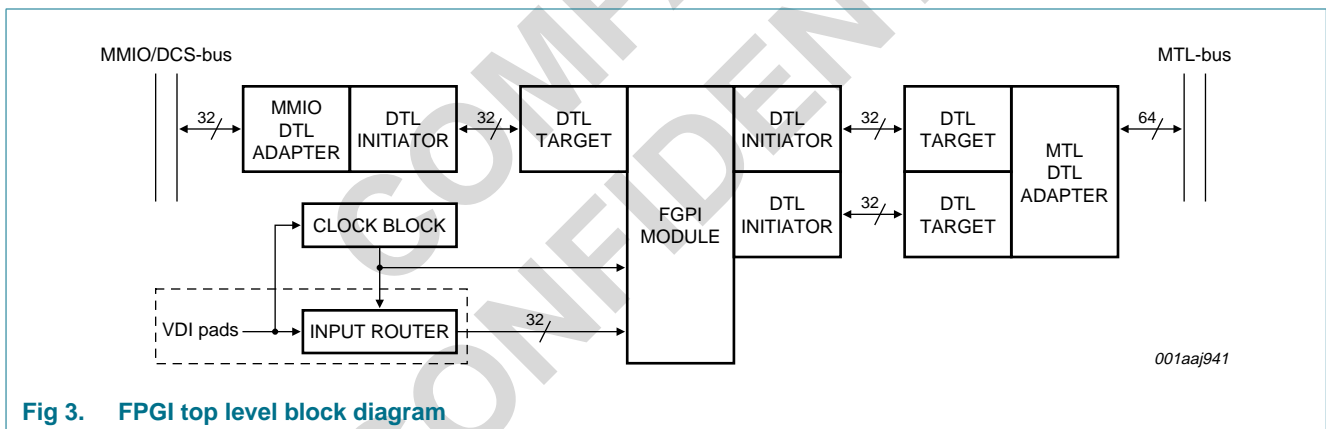 MMIO/DCS-bus
MTL-bus
32
MMIO
DTL
ADAPTER
DTL
INITIATOR
32
DTL
TARGET
DTL
INITIATOR
32
DTL
TARGET
MTL
DTL
ADAPTER
64
FGPI
MODULE
DTL
INITIATOR
32
DTL
TARGET
CLOCK BLOCK
VDI pads
INPUT ROUTER
32
001aaj941
Fig 3. FPGI top level block diagram